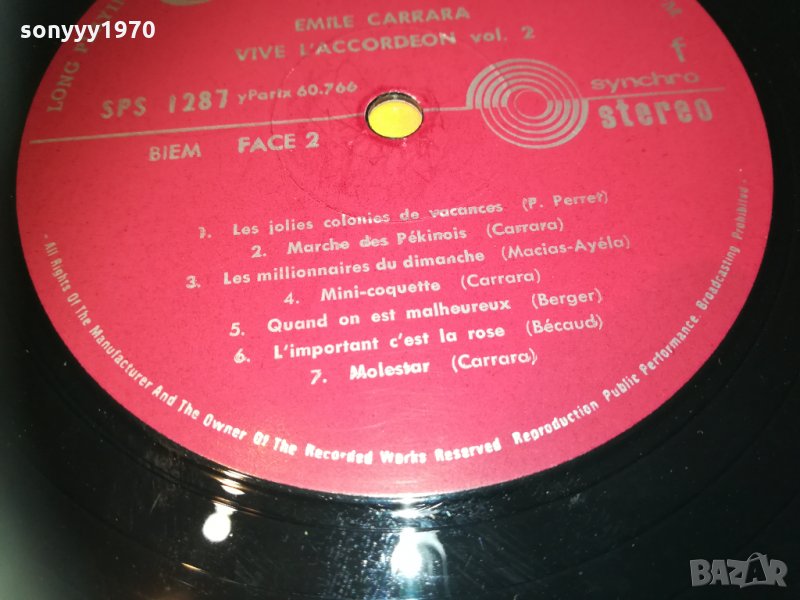 sonyyy1970
EMILE CARRARA
VIVE L'ACCORDEON vol. 2
SPS 1287 yParix 60.766
synchro
stereo
BIEM FACE 2
1. Les jolies colonies de vacances (P. Perret)
2. Marche des Pékinois (Carrara)
3. Les millionnaires du dimanche (Macias-Ayéla)
4. Mini-coquette (Carrara)
5. Quand on est malheureux (Berger)
6. L'important c'est la rose (Bécaud)
7. Molestar (Carrara)
LONG
- All Rights Of The Manufacturer And The Owner Of The Recorded Works Reserved Reproduction Public Performance. Broadcasting Prohibited -
BAZAR